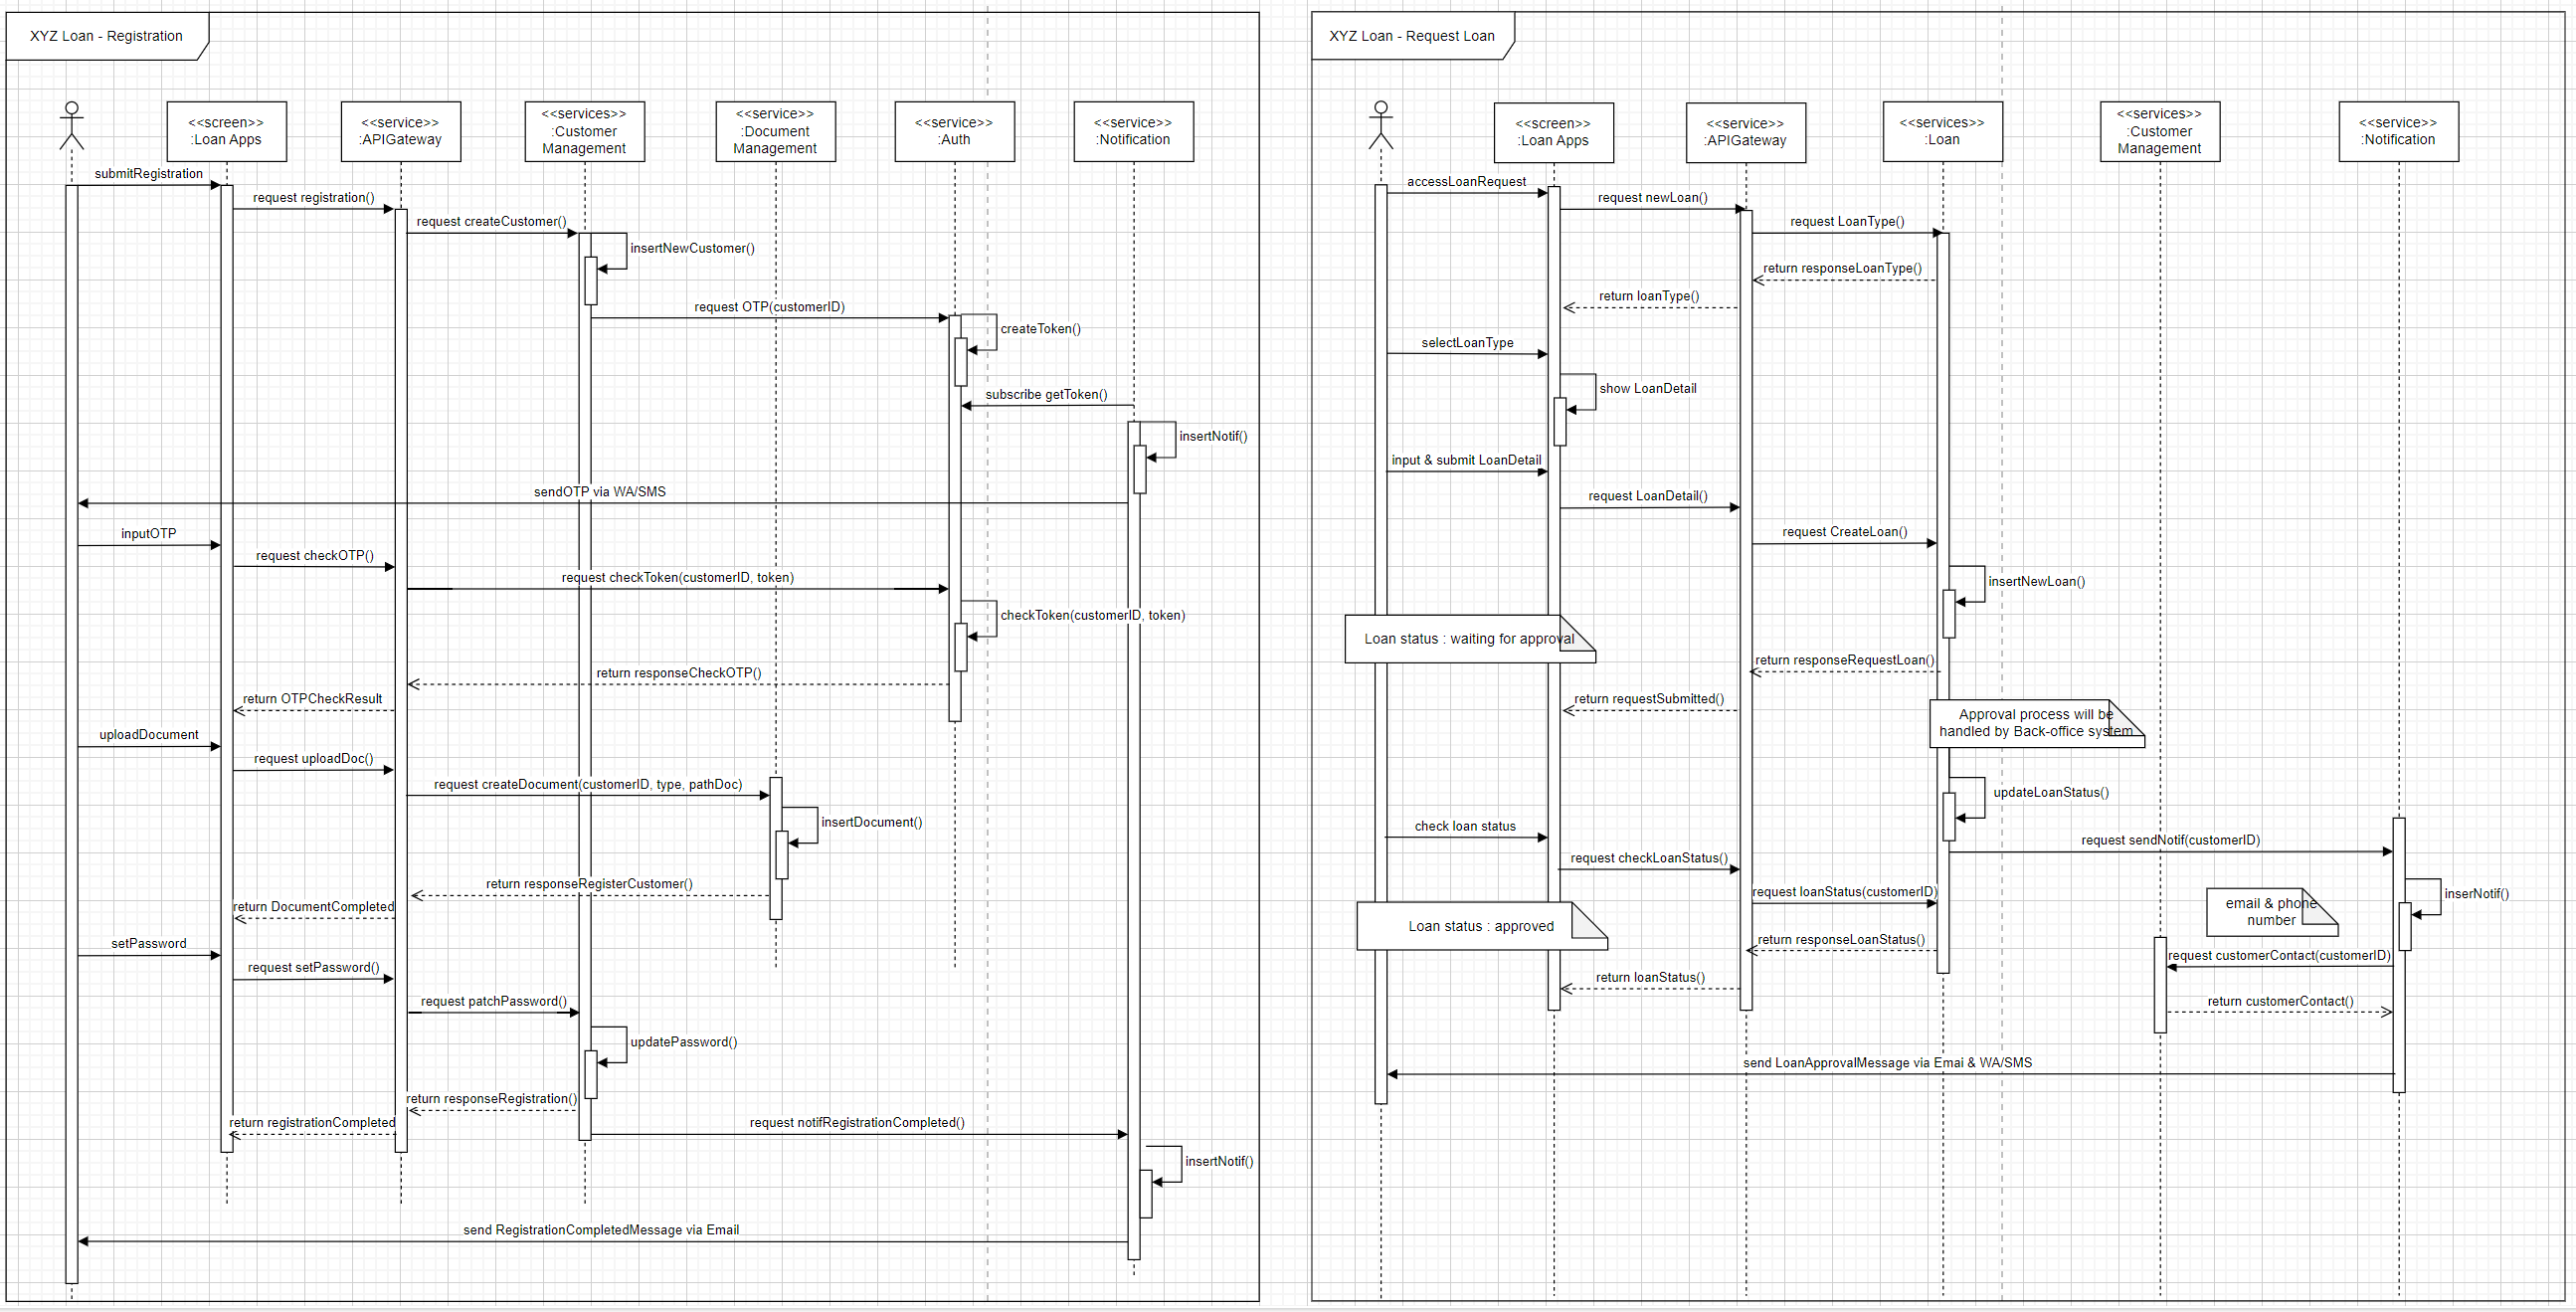 XYZ Loan - Registration
<<screen>>
:Loan Apps
<<service>>
:APIGateway
<<services>>
:Customer
Management
<<service>>
:Document
Management
<<service>>
:Auth
<<service>>
:Notification
submitRegistration
request registration()
request createCustomer()
insertNewCustomer()
request OTP(customerID)
createToken()
subscribe getToken()
insertNotif()
sendOTP via WA/SMS
inputOTP
request checkOTP()
request checkToken(customerID, token)
checkToken(customerID, token)
return responseCheckOTP()
return OTPCheckResult
uploadDocument
request uploadDoc()
request createDocument(customerID, type, pathDoc)
insertDocument()
return responseRegisterCustomer()
return DocumentCompleted
setPassword
request setPassword()
request patchPassword()
updatePassword()
return responseRegistration()
return registrationCompleted
request notifRegistrationCompleted()
insertNotif()
send RegistrationCompletedMessage via Email
XYZ Loan - Request Loan
<<screen>>
:Loan Apps
<<service>>
:APIGateway
<<services>>
:Loan
<<services>>
:Customer
Management
<<service>>
:Notification
accessLoanRequest
request newLoan()
request LoanType()
return responseLoanType()
return loanType()
selectLoanType
show LoanDetail
input & submit LoanDetail
request LoanDetail()
request CreateLoan()
insertNewLoan()
Loan status : waiting for approval
return responseRequestLoan()
return requestSubmitted()
Approval process will be
handled by Back-office system
updateLoanStatus()
check loan status
request sendNotif(customerID)
request checkLoanStatus()
request loanStatus(customerID)
inserNotif()
email & phone
number
Loan status : approved
return responseLoanStatus()
request customerContact(customerID)
return loanStatus()
return customerContact()
send LoanApprovalMessage via Emai & WA/SMS